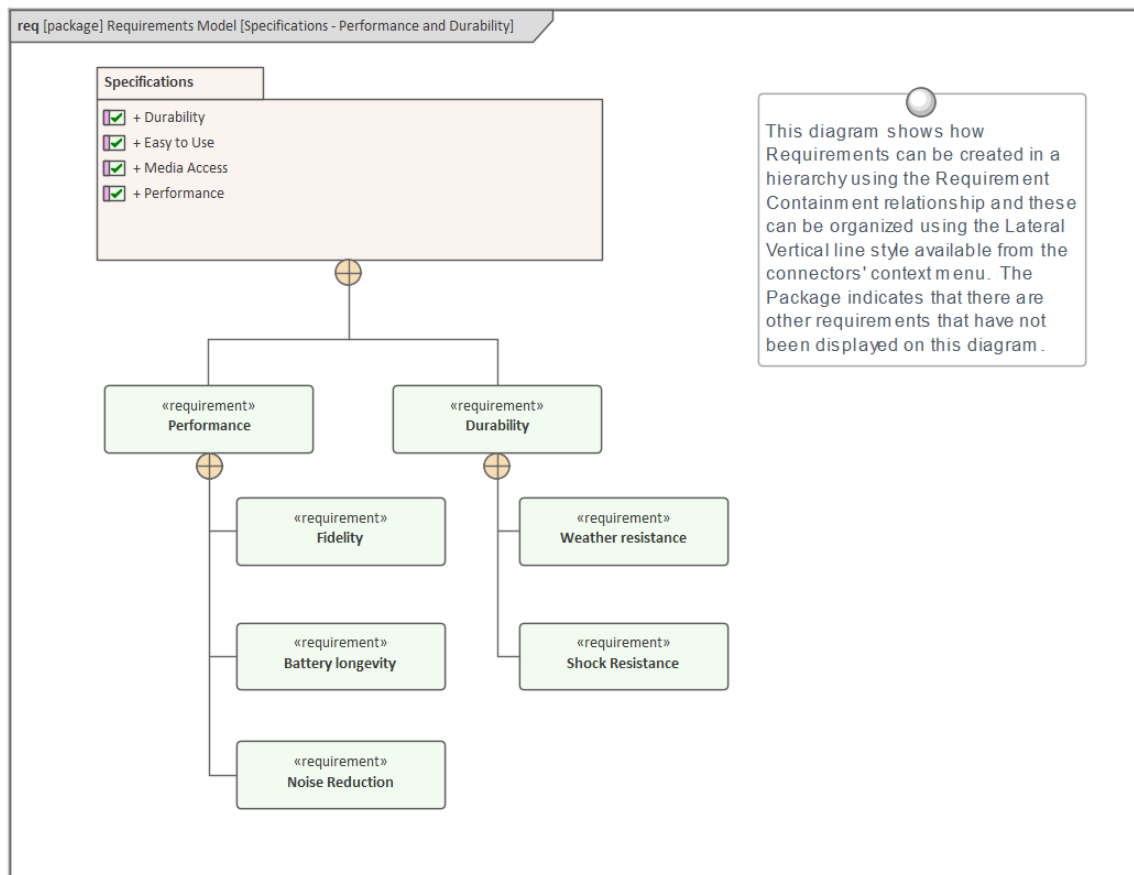 req [package] Requirements Model [Specifications - Performance and Durability]
Specifications
+ Durability
+ Easy to Use
+ Media Access
+ Performance
This diagram shows how
Requirements can be created in a
hierarchy using the Requirement
Containment relationship and these
can be organized using the Lateral
Vertical line style available from the
connectors' context menu. The
Package indicates that there are
other requirements that have not
been displayed on this diagram.
«requirement»
Performance
«requirement»
Durability
«requirement»
Fidelity
«requirement»
Weather resistance
«requirement»
Battery longevity
«requirement»
Shock Resistance
«requirement»
Noise Reduction